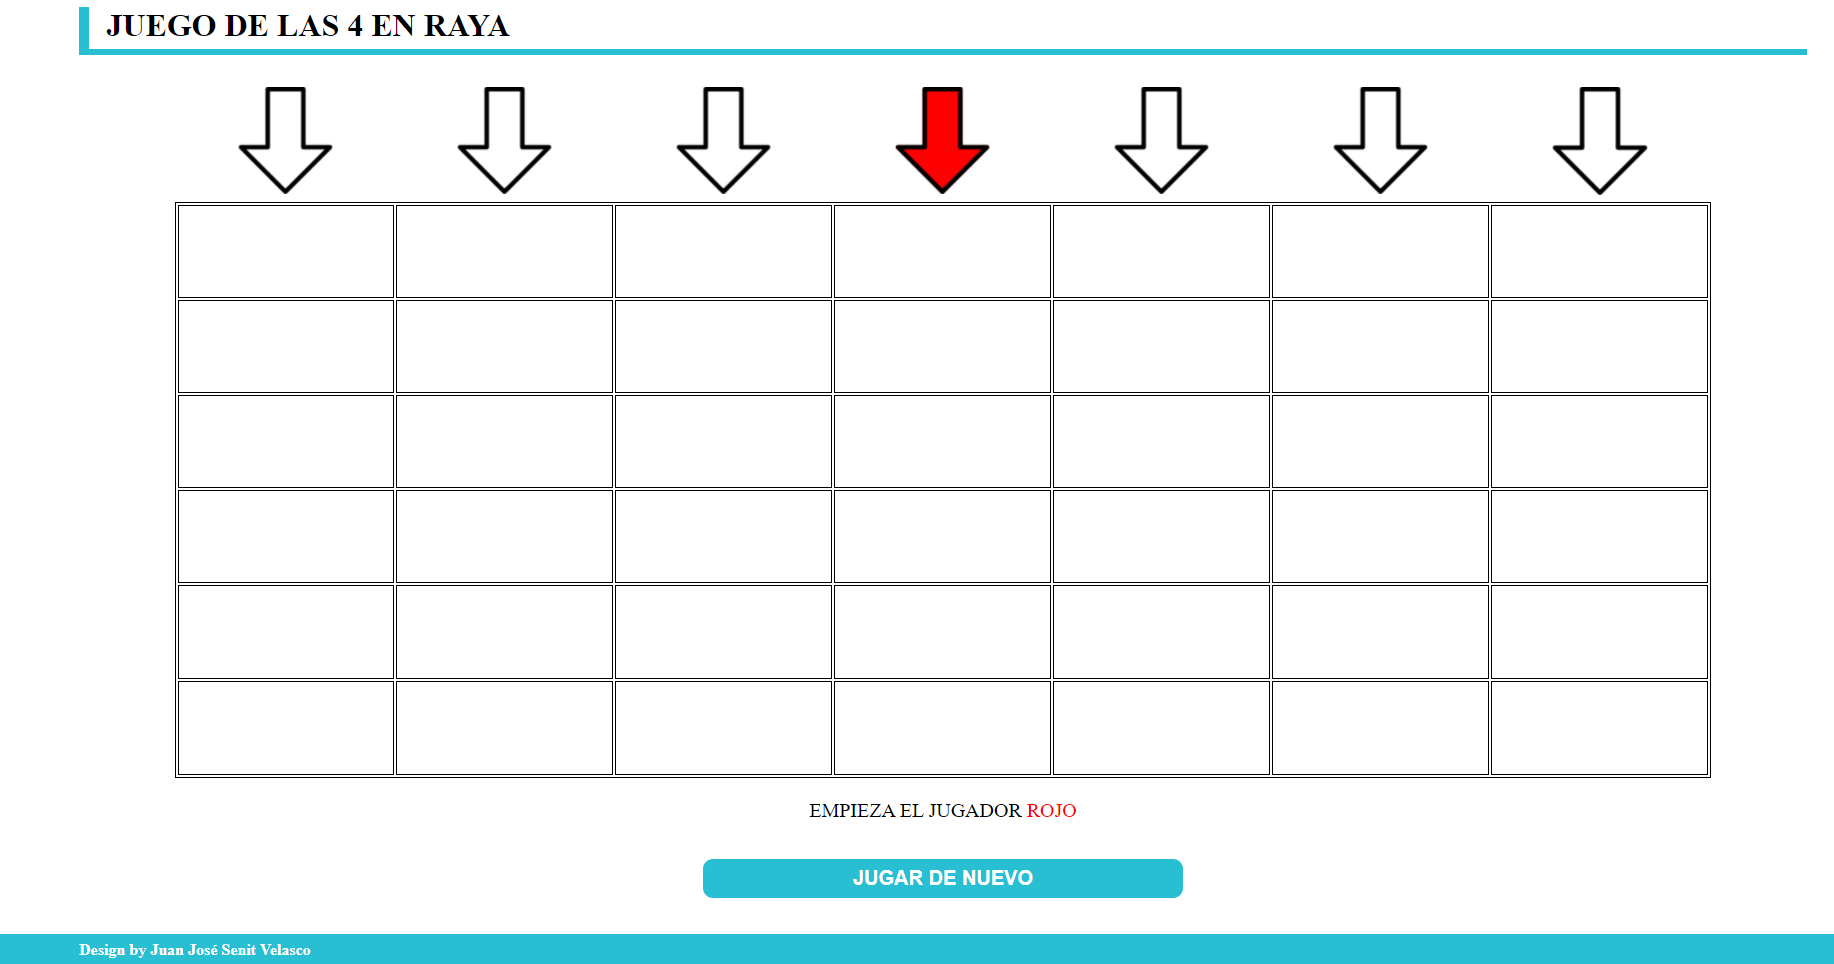 JUEGO DE LAS 4 EN RAYA
EMPIEZA EL JUGADOR ROJO
JUGAR DE NUEVO
Design by Juan José Senit Velasco